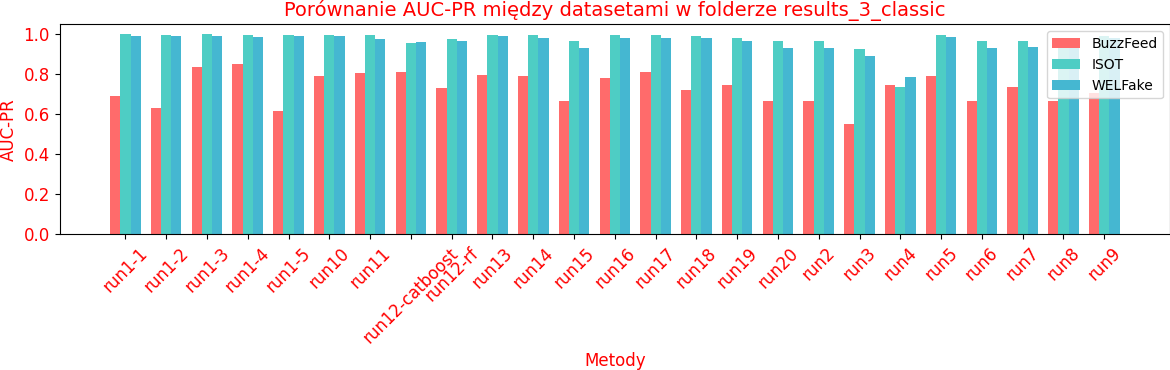 Porównanie AUC-PR między datasetami w folderze results_3_classic
AUC-PR
1.0
0.8
0.6
0.4
0.2
0.0
BuzzFeed
ISOT
WELFake
run1-1
run1-2
run1-3
run1-4
run1-5
run10
run11
run12-catboost
run12-rf
run13
run14
run15
run16
run17
run18
run19
run20
run2
run3
run4
run5
run6
run7
run8
run9
Metody